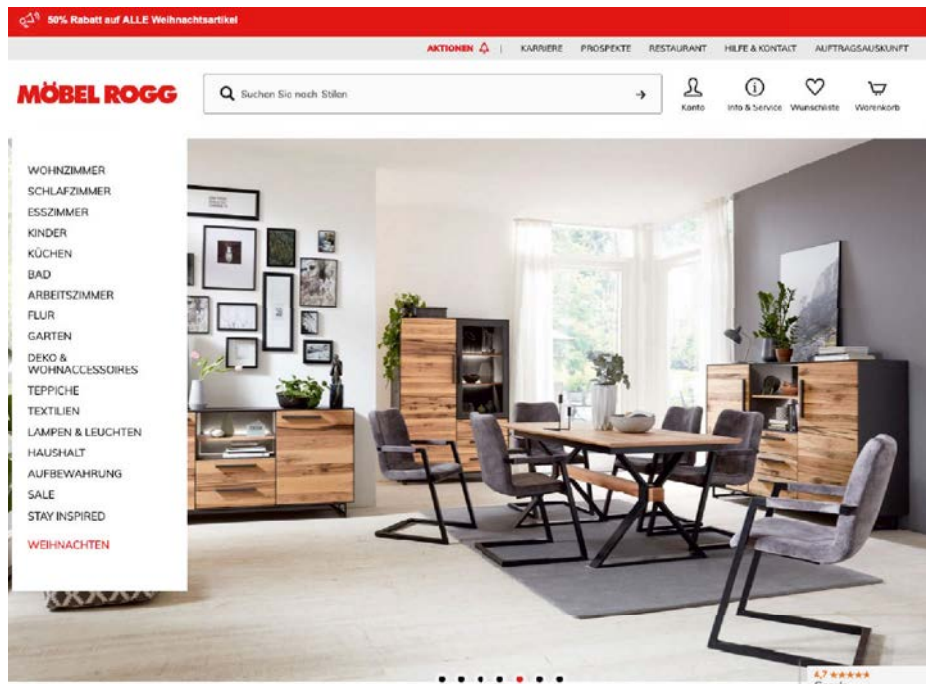 50% Rabatt auf ALLE Weihnachtsartikel
AKTIONEN | KARRIERE PROSPEKTE RESTAURANT HILFE & KONTAKT AUFTRAGSAUSKUNFT
MÖBEL ROGG
Suchen Sie nach Stilen
Konto Info & Service Wunschliste Warenkorb
WOHNZIMMER
SCHLAFZIMMER
ESSZIMMER
KINDER
KÜCHEN
BAD
ARBEITSZIMMER
FLUR
GARTEN
DEKO &
WOHNACCESSOIRES
TEPPICHE
TEXTILIEN
LAMPEN & LEUCHTEN
HAUSHALT
AUFBEWAHRUNG
SALE
STAY INSPIRED
WEIHNACHTEN
4,7 ★★★★★